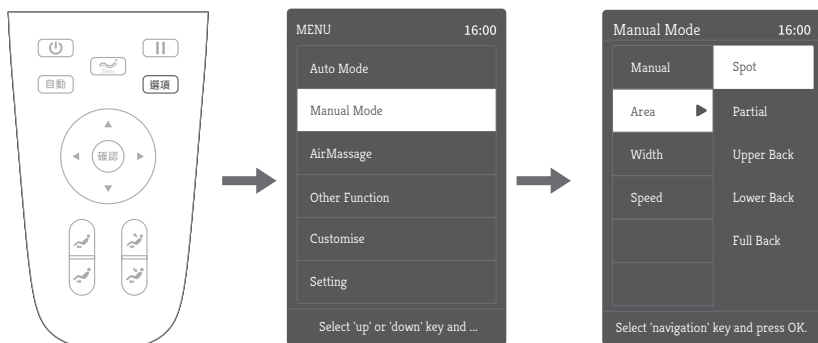 Zero
自動
選項
確認
MENU 16:00
Auto Mode
Manual Mode
AirMassage
Other Function
Customise
Setting
Select 'up' or 'down' key and ...
Manual Mode 16:00
Manual
Area
Width
Speed
Spot
Partial
Upper Back
Lower Back
Full Back
Select 'navigation' key and press OK.